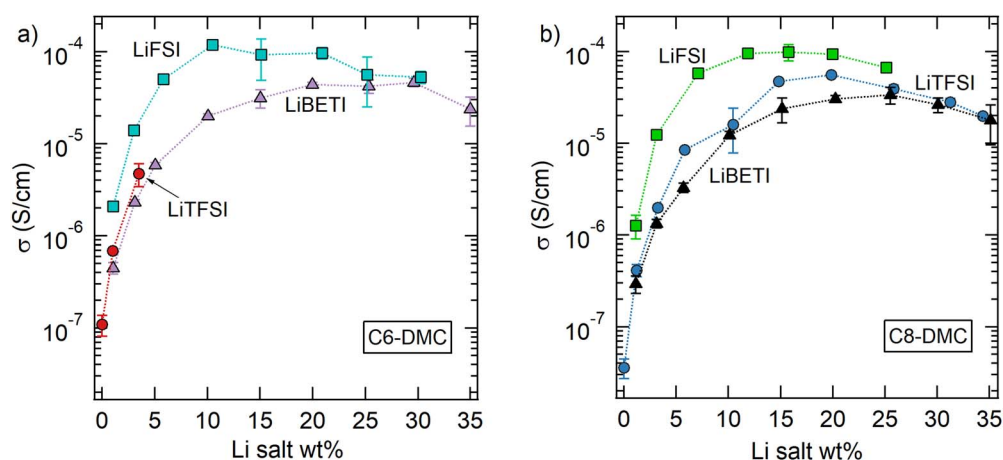 a)
σ (S/cm)
10⁻⁴
10⁻⁵
10⁻⁶
10⁻⁷
LiFSI
LiBETI
LiTFSI
C6-DMC
0 5 10 15 20 25 30 35
Li salt wt%
b)
σ (S/cm)
10⁻⁴
10⁻⁵
10⁻⁶
10⁻⁷
LiFSI
LiTFSI
LiBETI
C8-DMC
0 5 10 15 20 25 30 35
Li salt wt%